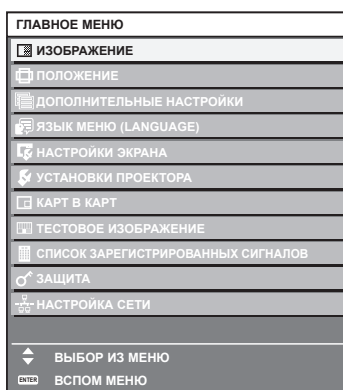 ГЛАВНОЕ МЕНЮ
ИЗОБРАЖЕНИЕ
ПОЛОЖЕНИЕ
ДОПОЛНИТЕЛЬНЫЕ НАСТРОЙКИ
ЯЗЫК МЕНЮ (LANGUAGE)
НАСТРОЙКИ ЭКРАНА
УСТАНОВКИ ПРОЕКТОРА
КАРТ В КАРТ
ТЕСТОВОЕ ИЗОБРАЖЕНИЕ
СПИСОК ЗАРЕГИСТРИРОВАННЫХ СИГНАЛОВ
ЗАЩИТА
НАСТРОЙКА СЕТИ
ВЫБОР ИЗ МЕНЮ
ENTER ВСПОМ МЕНЮ